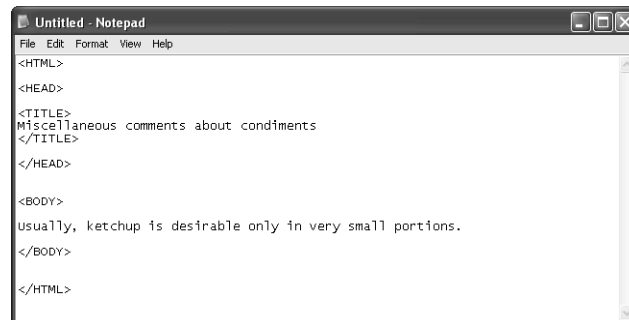 Untitled - Notepad
File Edit Format View Help
<HTML>
<HEAD>
<TITLE>
Miscellaneous comments about condiments
</TITLE>
</HEAD>
<BODY>
Usually, ketchup is desirable only in very small portions.
</BODY>
</HTML>